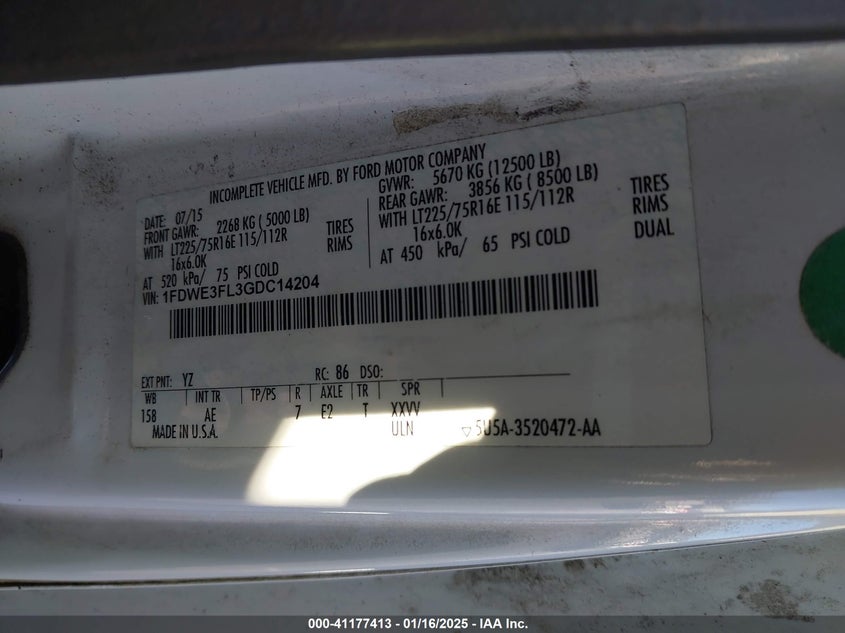 INCOMPLETE VEHICLE MFD. BY FORD MOTOR COMPANY
DATE: 07/15
FRONT GAWR: 2268 KG ( 5000 LB)
WITH LT225/75R16E 115/112R TIRES
16x6.0K RIMS
AT 520 kPa/ 75 PSI COLD
GVWR: 5670 KG (12500 LB)
REAR GAWR: 3856 KG ( 8500 LB)
WITH LT225/75R16E 115/112R TIRES
16x6.0K RIMS
AT 450 kPa/ 65 PSI COLD DUAL
VIN: 1FDWE3FL3GDC14204
EXT PNT: YZ RC: 86 DSO:
WB INT TR TP/PS R AXLE TR SPR
158 AE 7 E2 T XXVV
MADE IN U.S.A. ULN 5U5A-3520472-AA
000-41177413 - 01/16/2025 - IAA Inc.